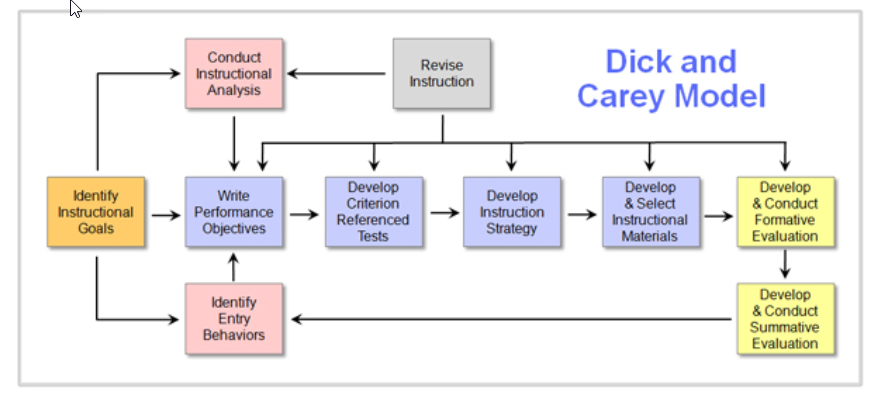 Conduct
Instructional
Analysis
Revise
Instruction
Dick and
Carey Model
Identify
Instructional
Goals
Write
Performance
Objectives
Develop
Criterion
Referenced
Tests
Develop
Instruction
Strategy
Develop
& Select
Instructional
Materials
Develop
& Conduct
Formative
Evaluation
Identify
Entry
Behaviors
Develop
& Conduct
Summative
Evaluation